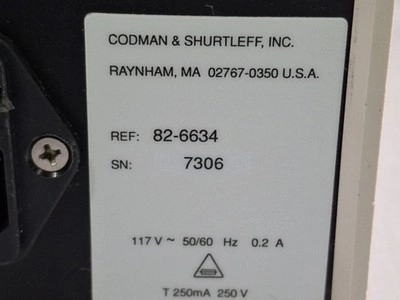 CODMAN & SHURTLEFF, INC.
RAYNHAM, MA 02767-0350 U.S.A.
REF: 82-6634
SN: 7306
117 V ~ 50/60 Hz 0.2 A
T 250mA 250 V